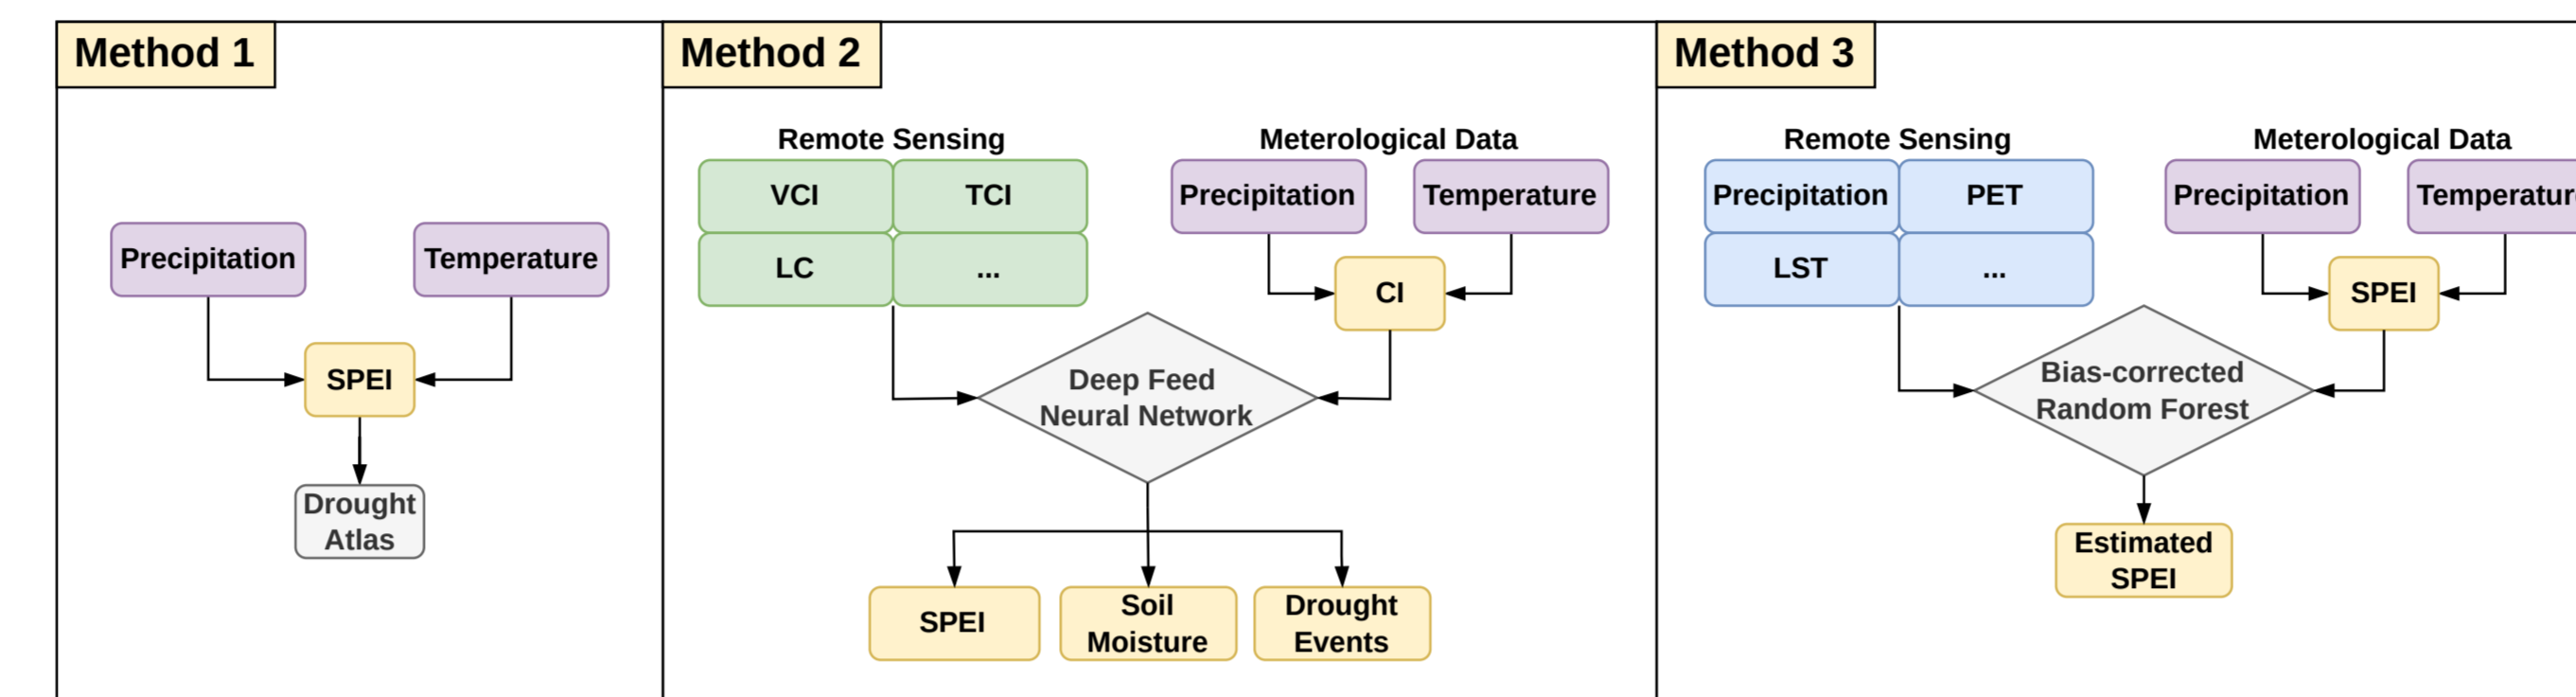 Method 1
Precipitation
Temperature
SPEI
Drought
Atlas
Method 2
Remote Sensing
VCI
TCI
LC
...
Meterological Data
Precipitation
Temperature
CI
Deep Feed
Neural Network
SPEI
Soil
Moisture
Drought
Events
Method 3
Remote Sensing
Precipitation
PET
LST
...
Meterological Data
Precipitation
Temperatur
SPEI
Bias-corrected
Random Forest
Estimated
SPEI